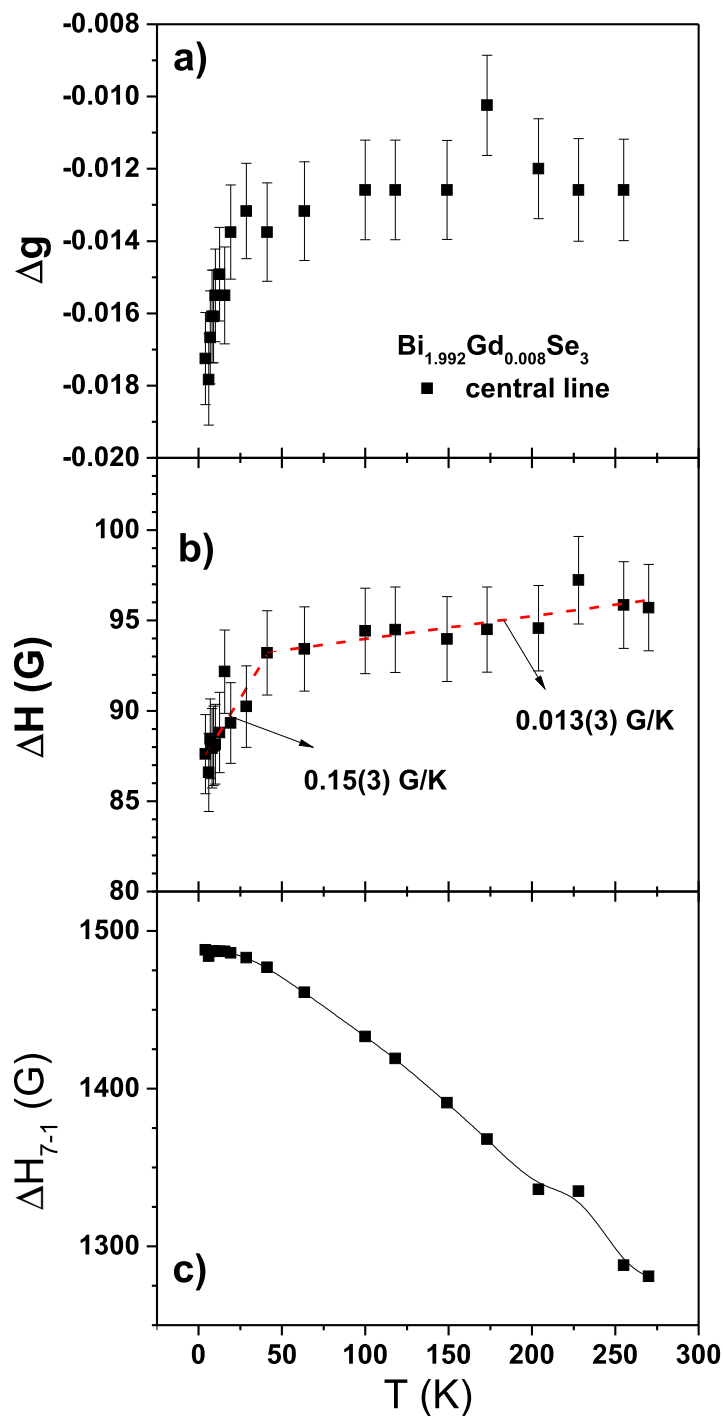 -0.008
a)
-0.010
-0.012
-0.014
Δg
-0.016
Bi1.992Gd0.008Se3
-0.018
central line
-0.020
b)
100
95
ΔH (G)
90
0.013(3) G/K
0.15(3) G/K
85
80
1500
1400
ΔH7-1 (G)
1300
c)
0 50 100 150 200 250 300
T (K)